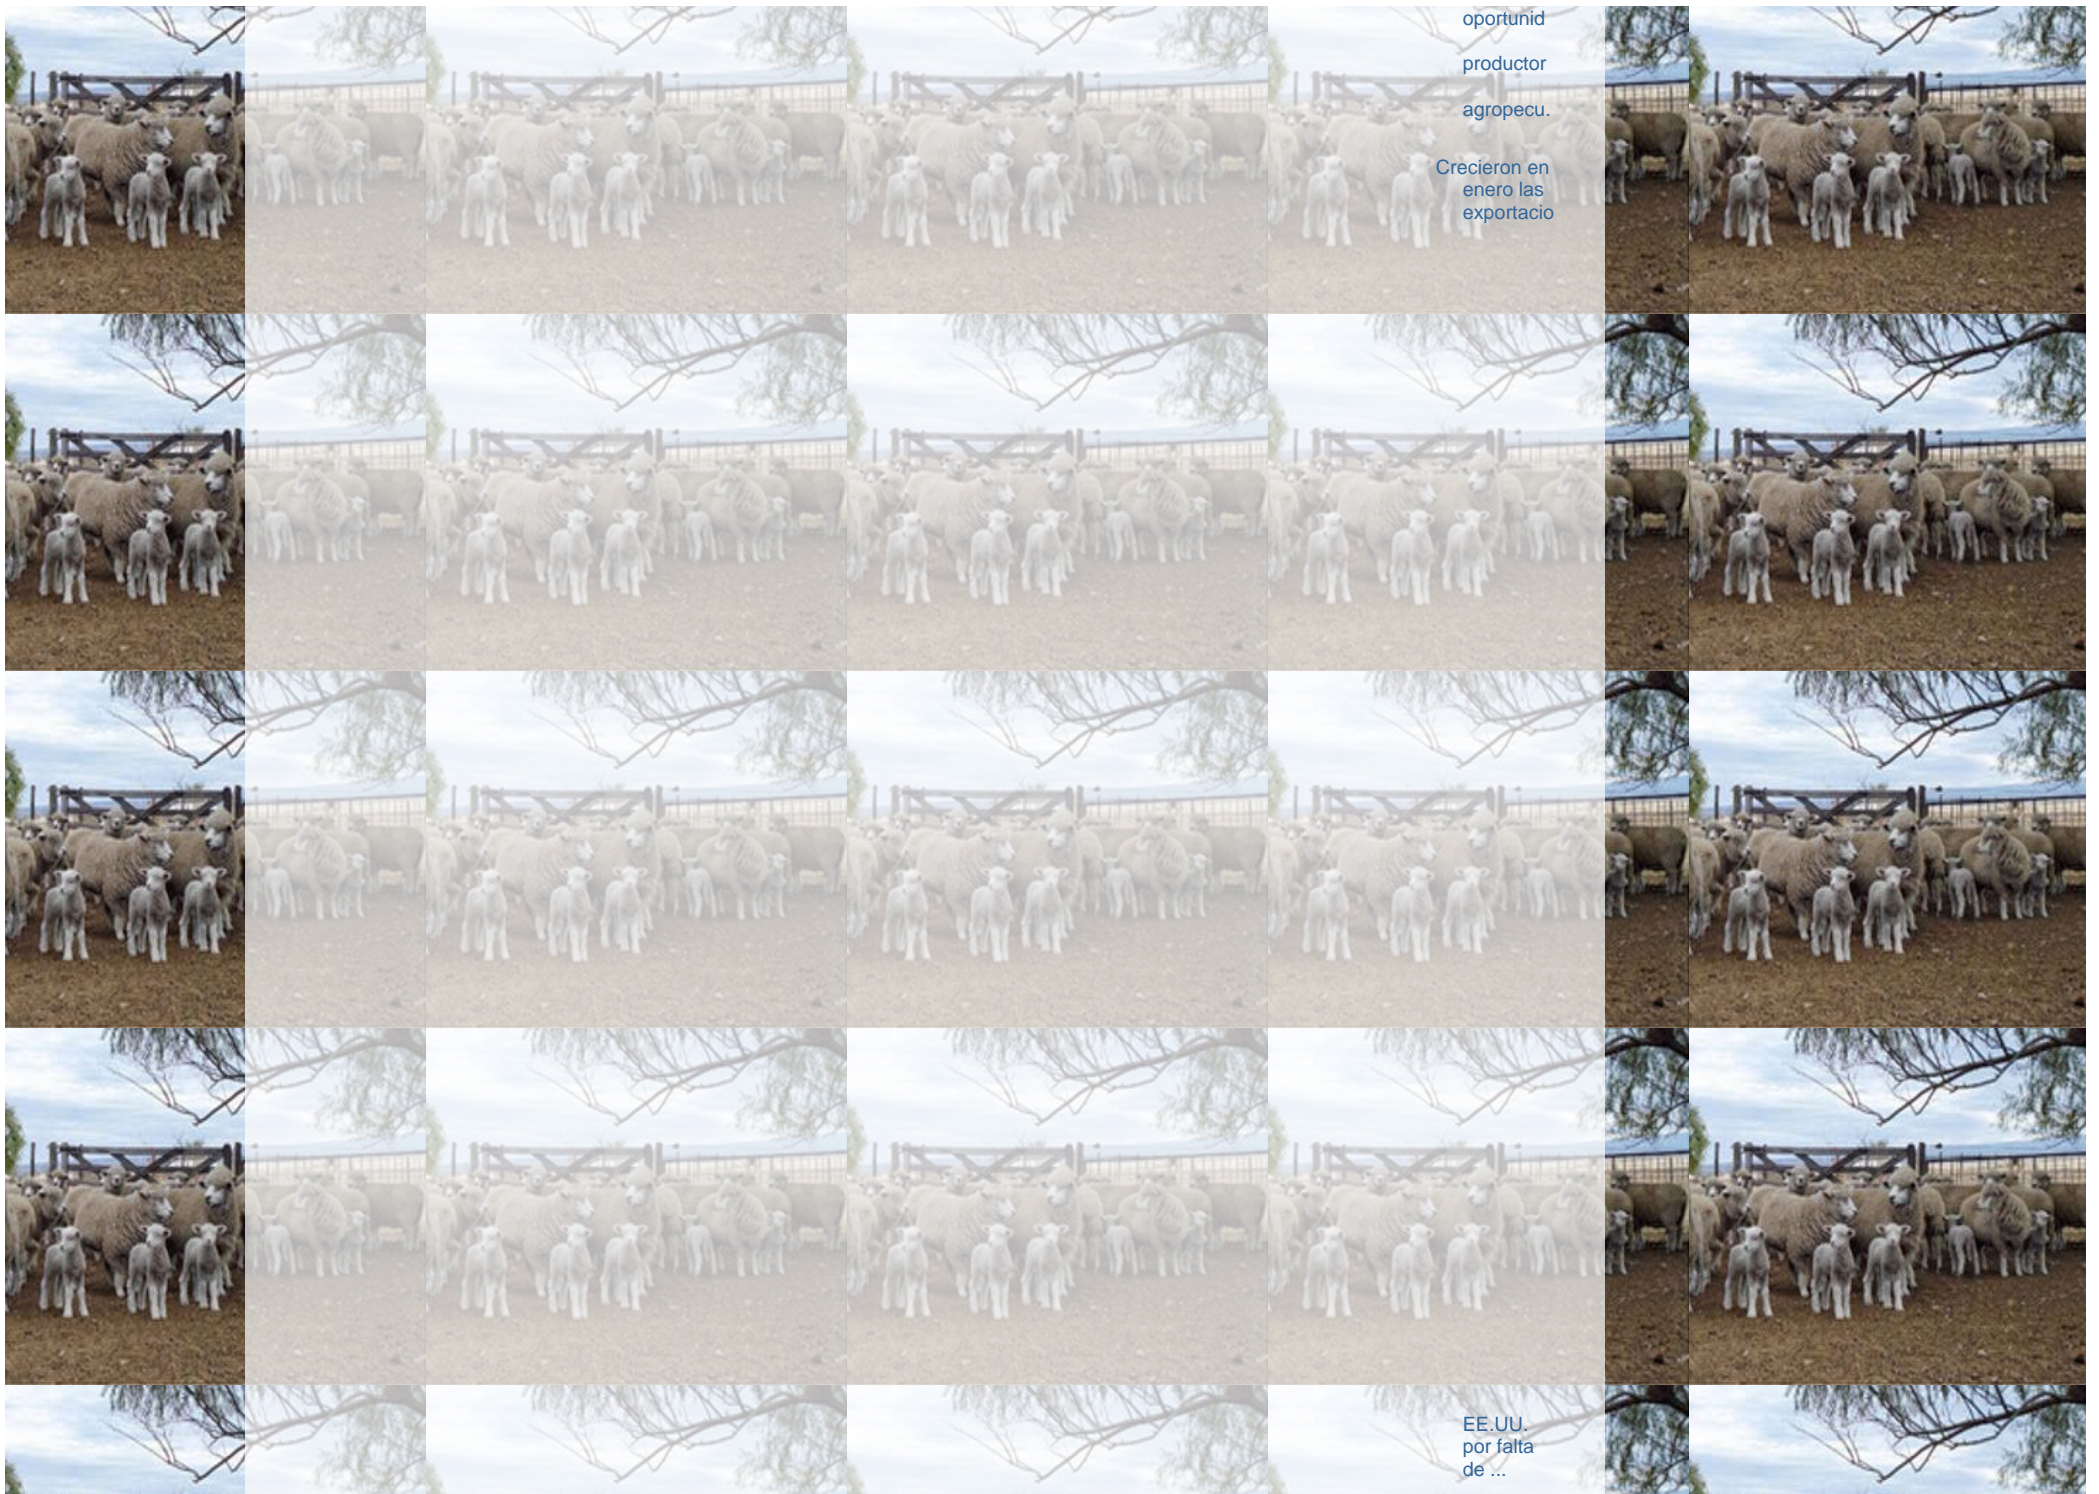 oportunid
productor
agropecu.
Crecieron en
enero las
exportacio
EE.UU.
por falta
de ...